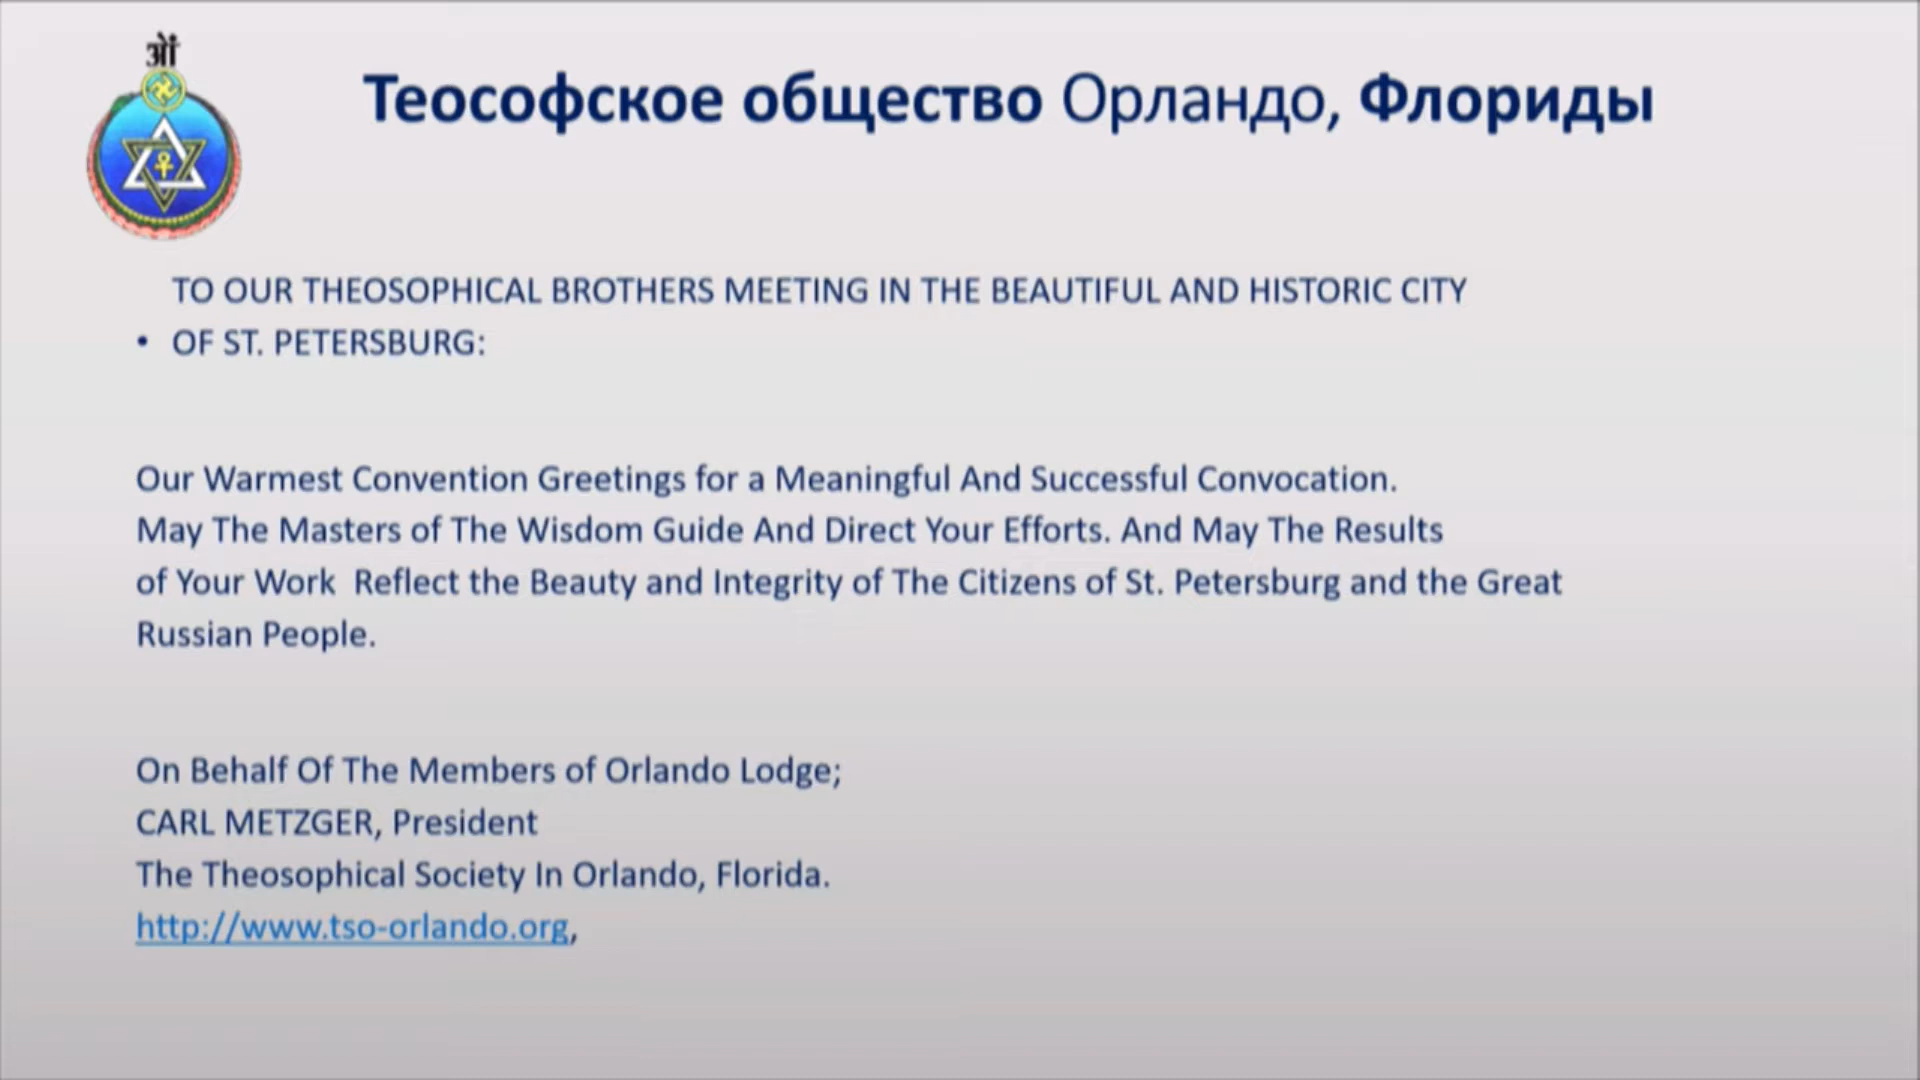 ओं
Теософское общество Орландо, Флориды
TO OUR THEOSOPHICAL BROTHERS MEETING IN THE BEAUTIFUL AND HISTORIC CITY
• OF ST. PETERSBURG:
Our Warmest Convention Greetings for a Meaningful And Successful Convocation.
May The Masters of The Wisdom Guide And Direct Your Efforts. And May The Results
of Your Work  Reflect the Beauty and Integrity of The Citizens of St. Petersburg and the Great
Russian People.
On Behalf Of The Members of Orlando Lodge;
CARL METZGER, President
The Theosophical Society In Orlando, Florida.
http://www.tso-orlando.org,